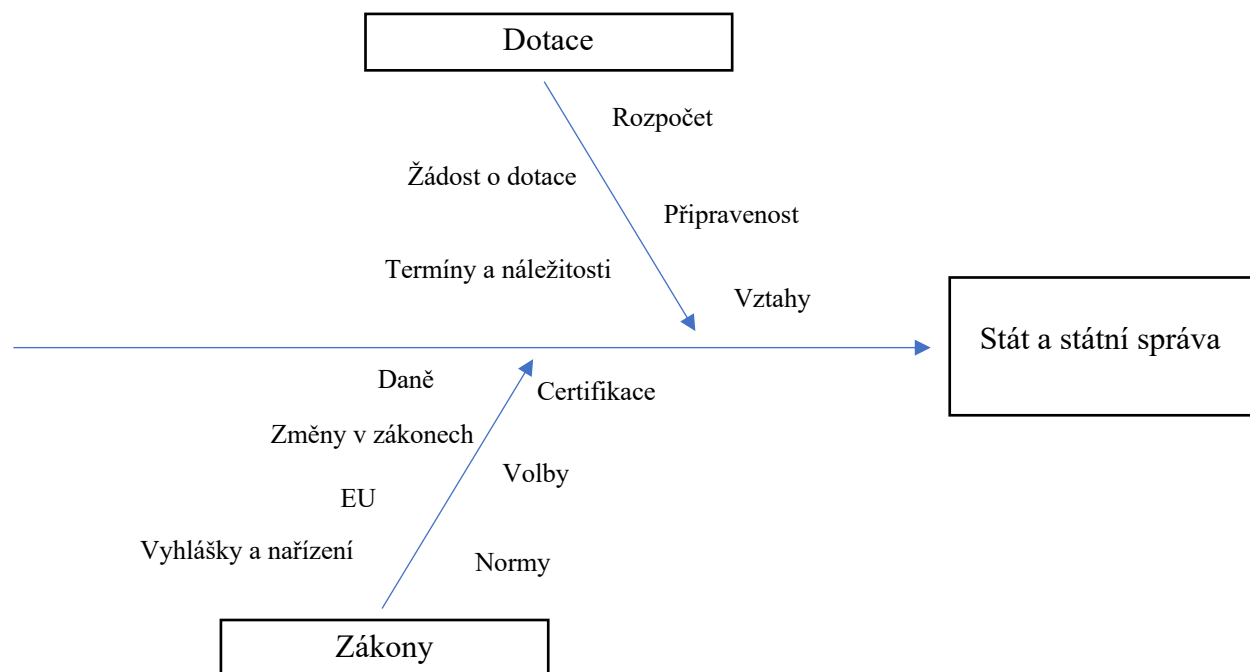 Dotace
Rozpočet
Žádost o dotace
Připravenost
Termíny a náležitosti
Vztahy
Stát a státní správa
Daně
Certifikace
Změny v zákonech
Volby
EU
Vyhlášky a nařízení
Normy
Zákony